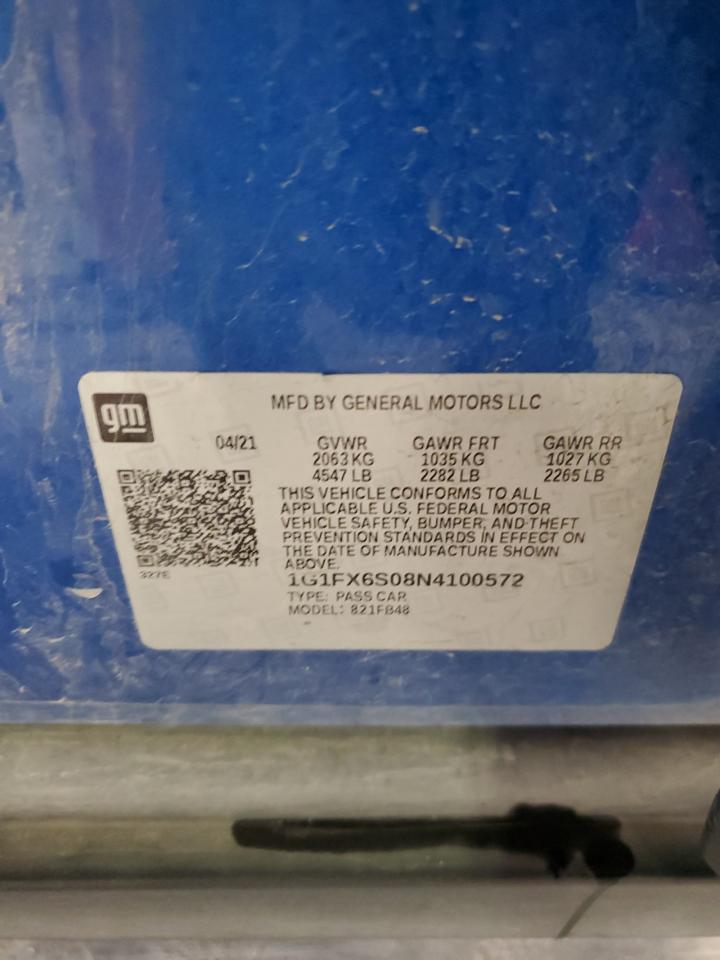 gm
MFD BY GENERAL MOTORS LLC
04/21 GVWR GAWR FRT GAWR RR
2063 KG 1035 KG 1027 KG
4547 LB 2282 LB 2265 LB
THIS VEHICLE CONFORMS TO ALL
APPLICABLE U.S. FEDERAL MOTOR
VEHICLE SAFETY, BUMPER, AND THEFT
PREVENTION STANDARDS IN EFFECT ON
THE DATE OF MANUFACTURE SHOWN
ABOVE.
327E
1G1FX6S08N4100572
TYPE: PASS CAR
MODEL: 821FB48